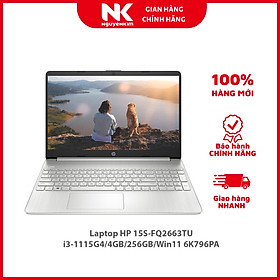 NK
NGUYENKIM
GIAN HÀNG
CHÍNH HÃNG
100%
HÀNG MỚI
Bảo hành
CHÍNH HÃNG
Giao hàng
NHANH
hp
Laptop HP 15S-FQ2663TU
i3-1115G4/4GB/256GB/Win11 6K796PA